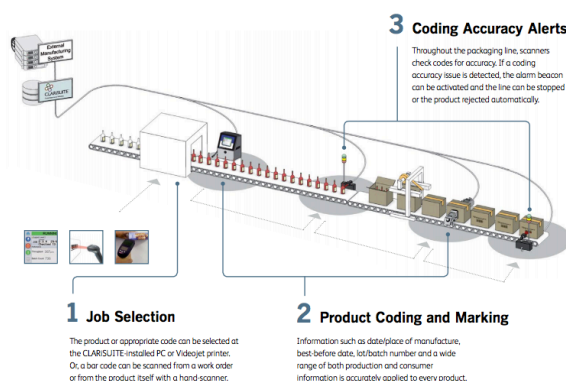 3 Coding Accuracy Alerts
Throughout the packaging line, scanners
check codes for accuracy. If a coding
accuracy issue is detected, the alarm beacon
can be activated and the line can be stopped
or the product rejected automatically.
External
Manufacturing
System
CLARiSUITE
1 Job Selection
The product or appropriate code can be selected at
the CLARiSUITE-installed PC or Videojet printer.
Or, a bar code can be scanned from a work order
or from the product itself with a hand-scanner.
2 Product Coding and Marking
Information such as date/place of manufacture,
best-before date, lot/batch number and a wide
range of both production and consumer
information is accurately applied to every product.